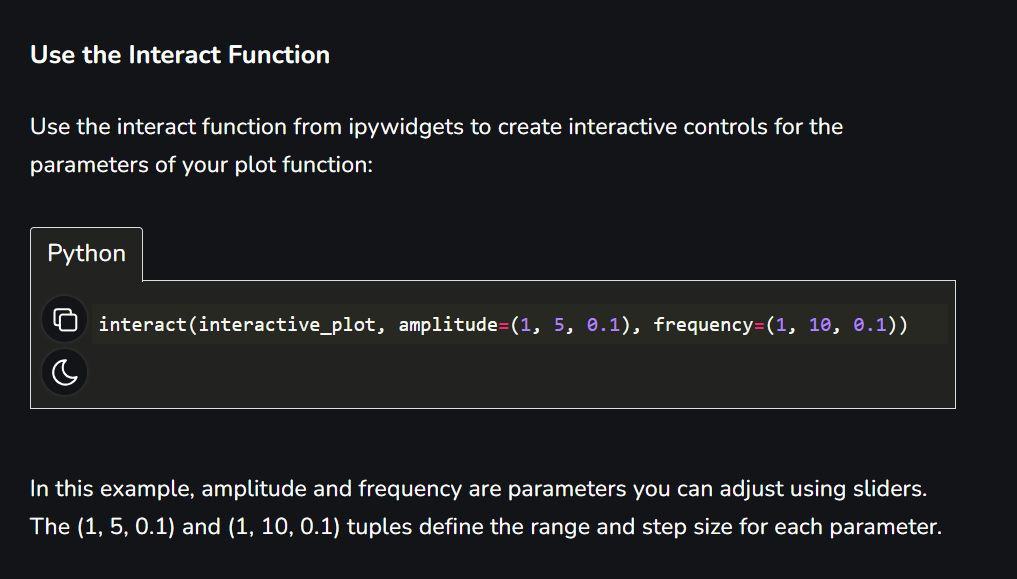 Use the Interact Function
Use the interact function from ipywidgets to create interactive controls for the
parameters of your plot function:
Python
interact(interactive_plot, amplitude=(1, 5, 0.1), frequency=(1, 10, 0.1))
In this example, amplitude and frequency are parameters you can adjust using sliders.
The (1, 5, 0.1) and (1, 10, 0.1) tuples define the range and step size for each parameter.